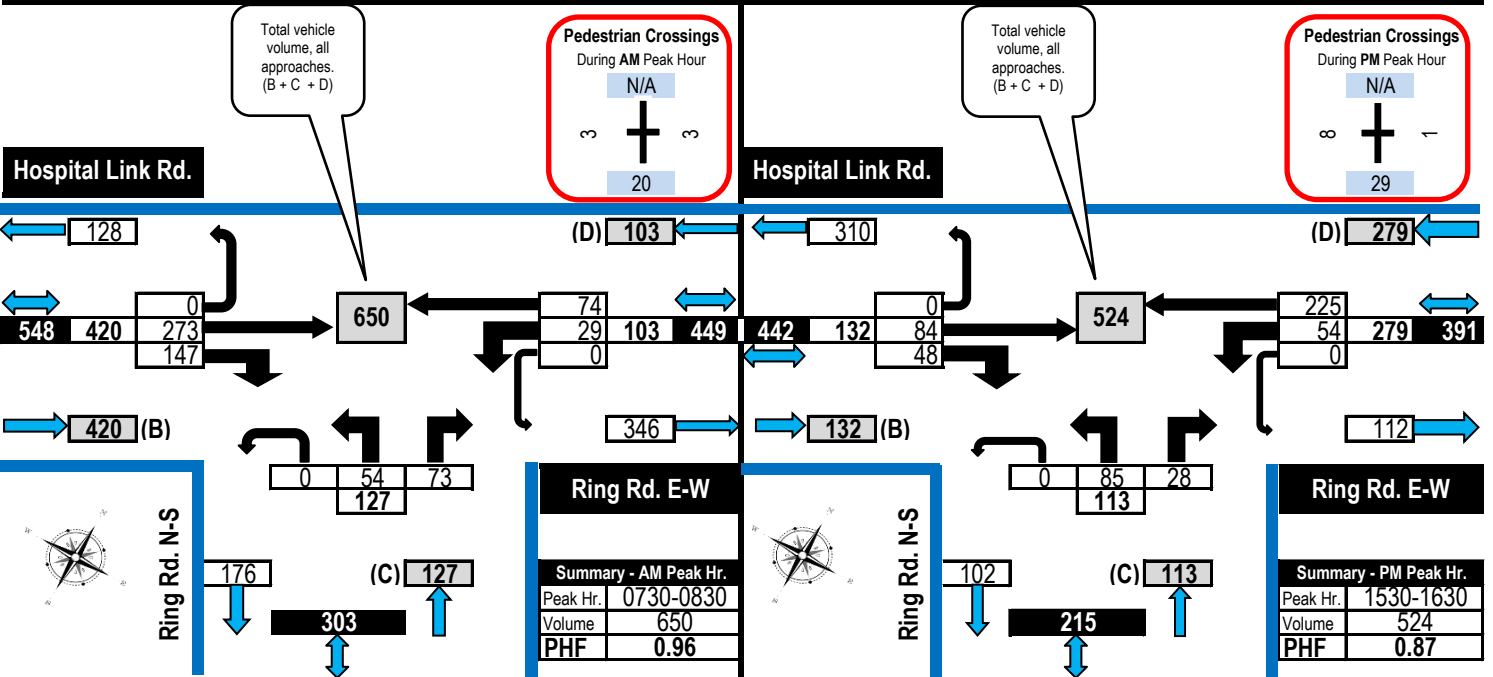 Total vehicle
volume, all
approaches.
(B + C + D)
Pedestrian Crossings
During AM Peak Hour
N/A
3 3
20
Hospital Link Rd.
128
(D) 103
0
273
147
548 420
650
74
29
0
103 449
420 (B)
346
0 54 73
127
Ring Rd. E-W
Ring Rd. N-S
176
(C) 127
303
Summary - AM Peak Hr.
Peak Hr. 0730-0830
Volume 650
PHF 0.96
Total vehicle
volume, all
approaches.
(B + C + D)
Pedestrian Crossings
During PM Peak Hour
N/A
8 1
29
Hospital Link Rd.
310
(D) 279
0
84
48
442 132
524
225
54
0
279 391
132 (B)
112
0 85 28
113
Ring Rd. E-W
Ring Rd. N-S
102
(C) 113
215
Summary - PM Peak Hr.
Peak Hr. 1530-1630
Volume 524
PHF 0.87